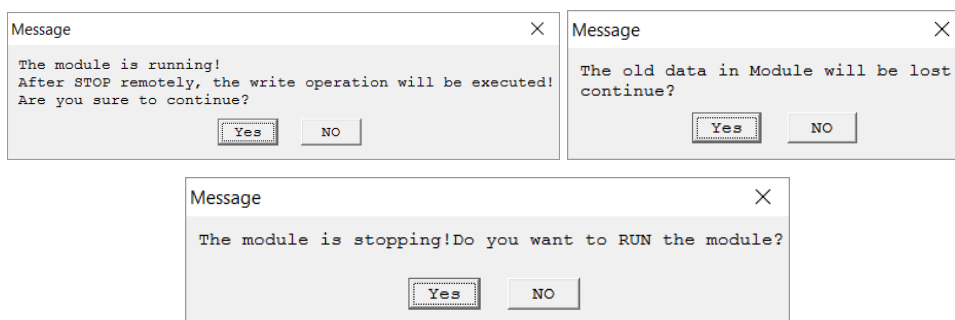 Message
The module is running!
After STOP remotely, the write operation will be executed!
Are you sure to continue?
Yes
NO
Message
The old data in Module will be lost
continue?
Yes
NO
Message
The module is stopping!Do you want to RUN the module?
Yes
NO